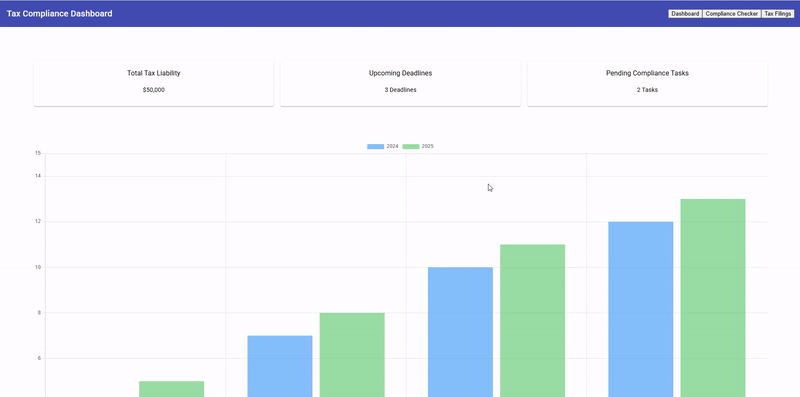 Tax Compliance Dashboard
Dashboard Compliance Checker Tax Filings
Total Tax Liability
$50,000
Upcoming Deadlines
3 Deadlines
Pending Compliance Tasks
2 Tasks
2024 2025
15
14
12
10
8
6